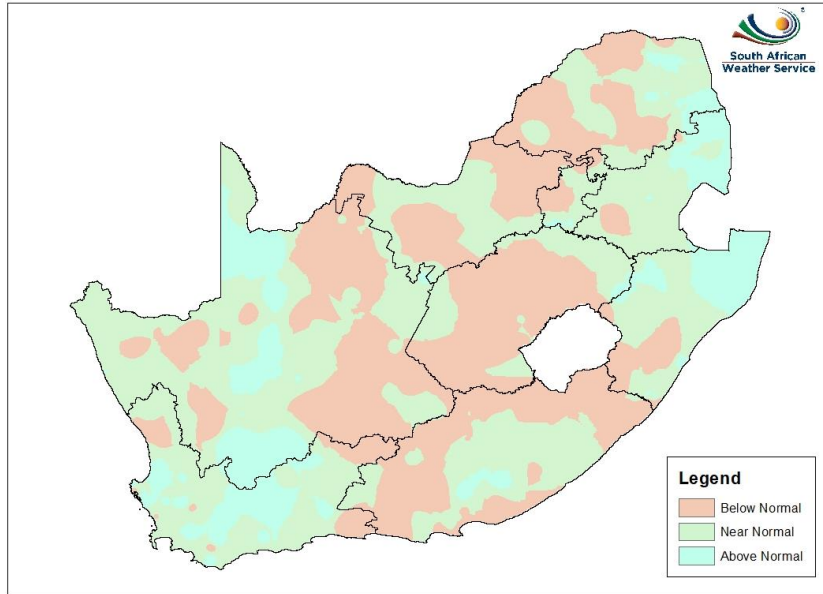 South African
Weather Service
Legend
Below Normal
Near Normal
Above Normal